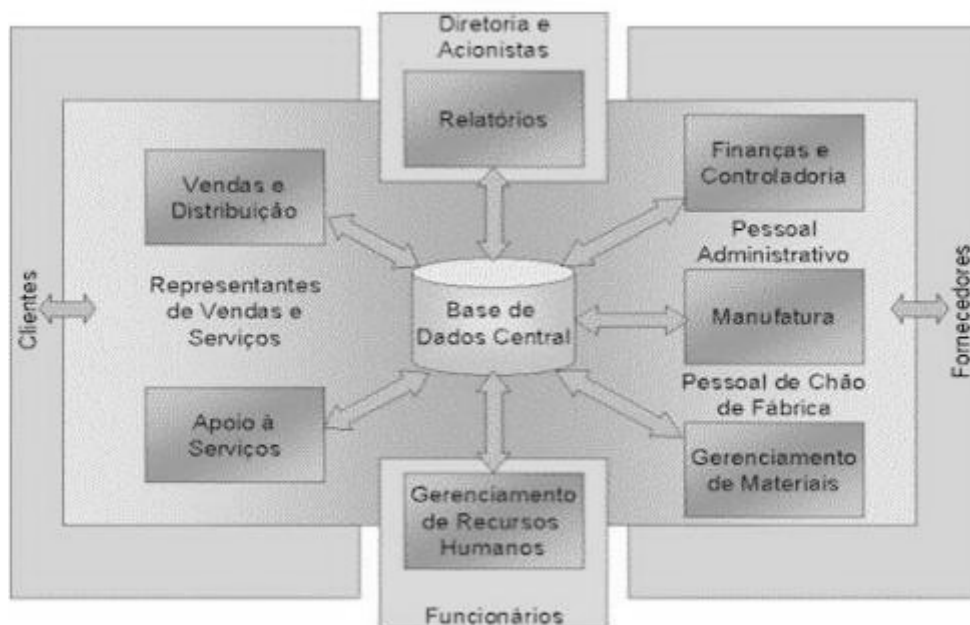 Diretoria e
Acionistas
Relatórios
Vendas e
Distribuição
Finanças e
Controladoria
Pessoal
Administrativo
Clientes
Representantes
de Vendas e
Serviços
Base de
Dados Central
Manufatura
Fornecedores
Pessoal de Chão
de Fábrica
Apoio à
Serviços
Gerenciamento
de Materiais
Gerenciamento
de Recursos
Humanos
Funcionários